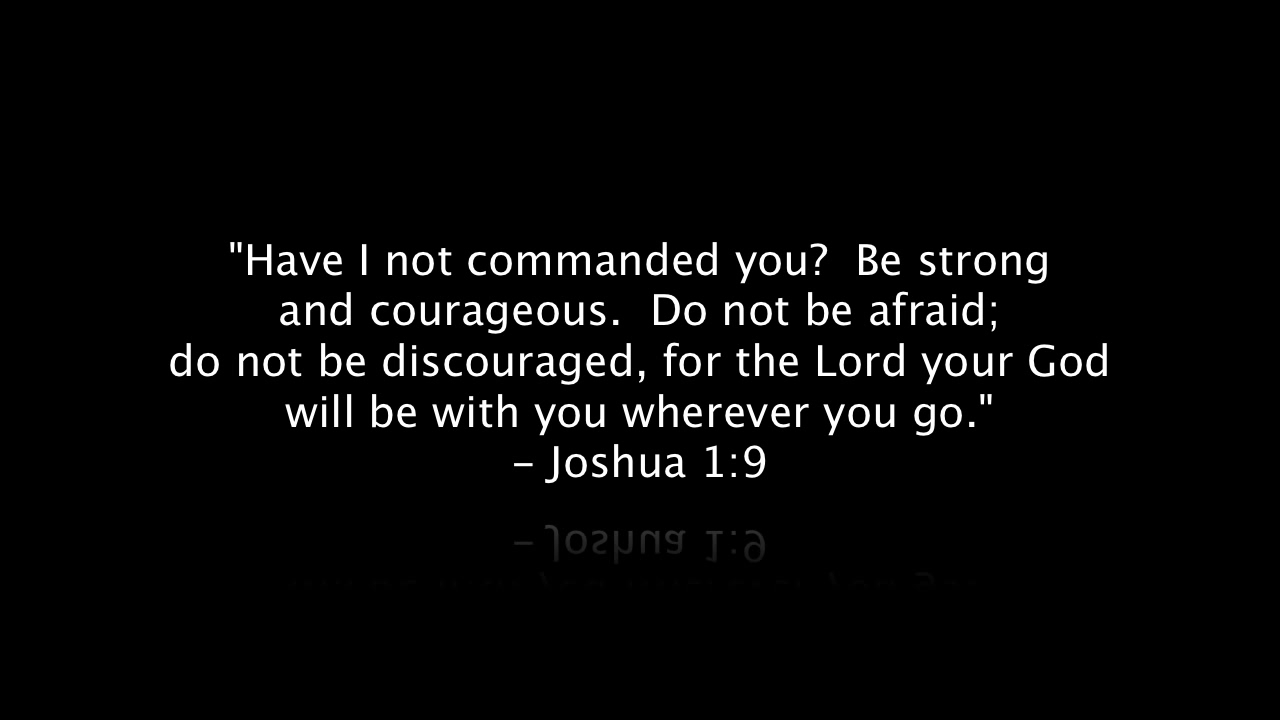 "Have I not commanded you?  Be strong
and courageous.  Do not be afraid;
do not be discouraged, for the Lord your God
will be with you wherever you go."
– Joshua 1:9